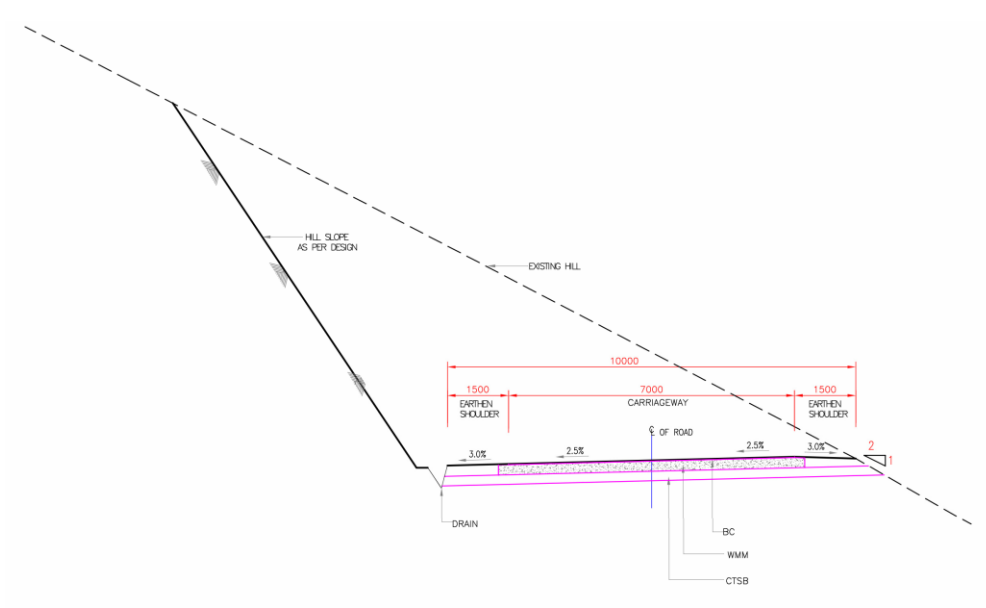 HILL SLOPE
AS PER DESIGN
EXISTING HILL
10000
1500
7000
1500
EARTHEN
SHOULDER
CARRIAGEWAY
EARTHEN
SHOULDER
℄ OF ROAD
3.0%
2.5%
2.5%
3.0%
2
1
DRAIN
BC
WMM
CTSB